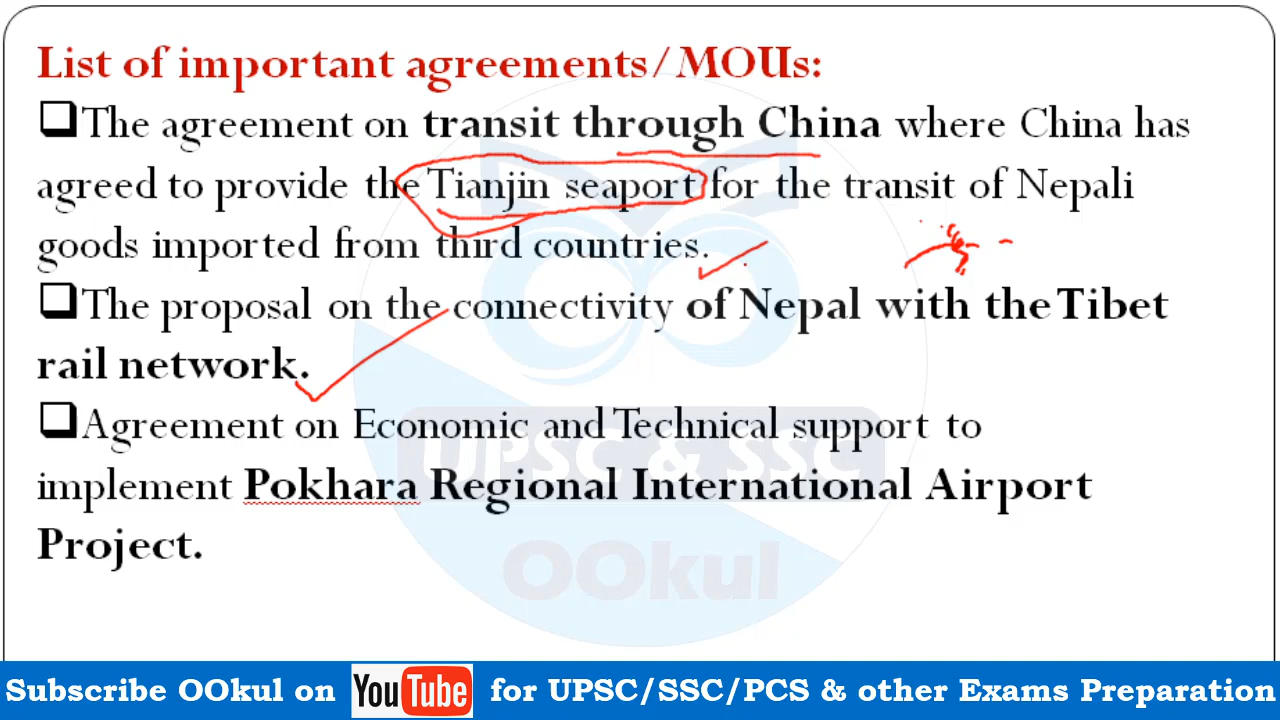 List of important agreements/MOUs:
❑The agreement on transit through China where China has
agreed to provide the Tianjin seaport for the transit of Nepali
goods imported from third countries.
❑The proposal on the connectivity of Nepal with the Tibet
rail network.
❑Agreement on Economic and Technical support to
implement Pokhara Regional International Airport
Project.
UPSC & SSC
OOkul
Subscribe OOkul on YouTube for UPSC/SSC/PCS & other Exams Preparation